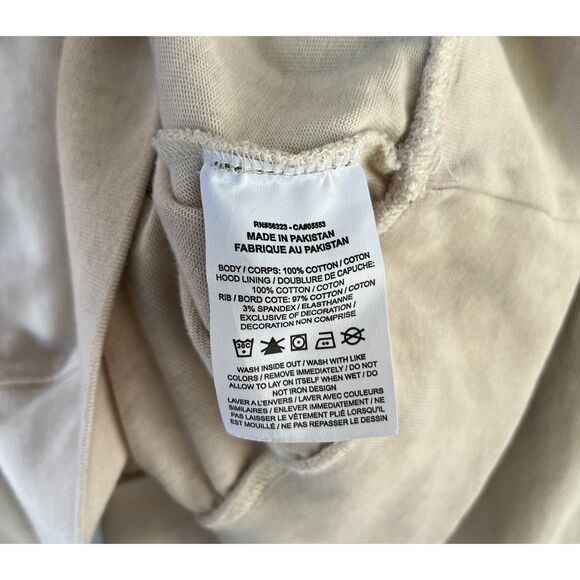 RN#56323 - CA#05553
MADE IN PAKISTAN
FABRIQUE AU PAKISTAN
BODY / CORPS: 100% COTTON / COTON
HOOD LINING / DOUBLURE DE CAPUCHE:
100% COTTON / COTON
RIB / BORD COTE: 97% COTTON / COTON
3% SPANDEX / ELASTHANNE
EXCLUSIVE OF DECORATION /
DECORATION NON COMPRISE
30C
WASH INSIDE OUT / WASH WITH LIKE
COLORS / REMOVE IMMEDIATELY / DO NOT
ALLOW TO LAY ON ITSELF WHEN WET / DO
NOT IRON DESIGN
LAVER A L'ENVERS / LAVER AVEC COULEURS
SIMILAIRES / ENLEVER IMMEDIATEMENT / NE
PAS LAISSER LE VÊTEMENT PLIÉ LORSQU'IL
EST MOUILLÉ / NE PAS REPASSER LE DESSIN